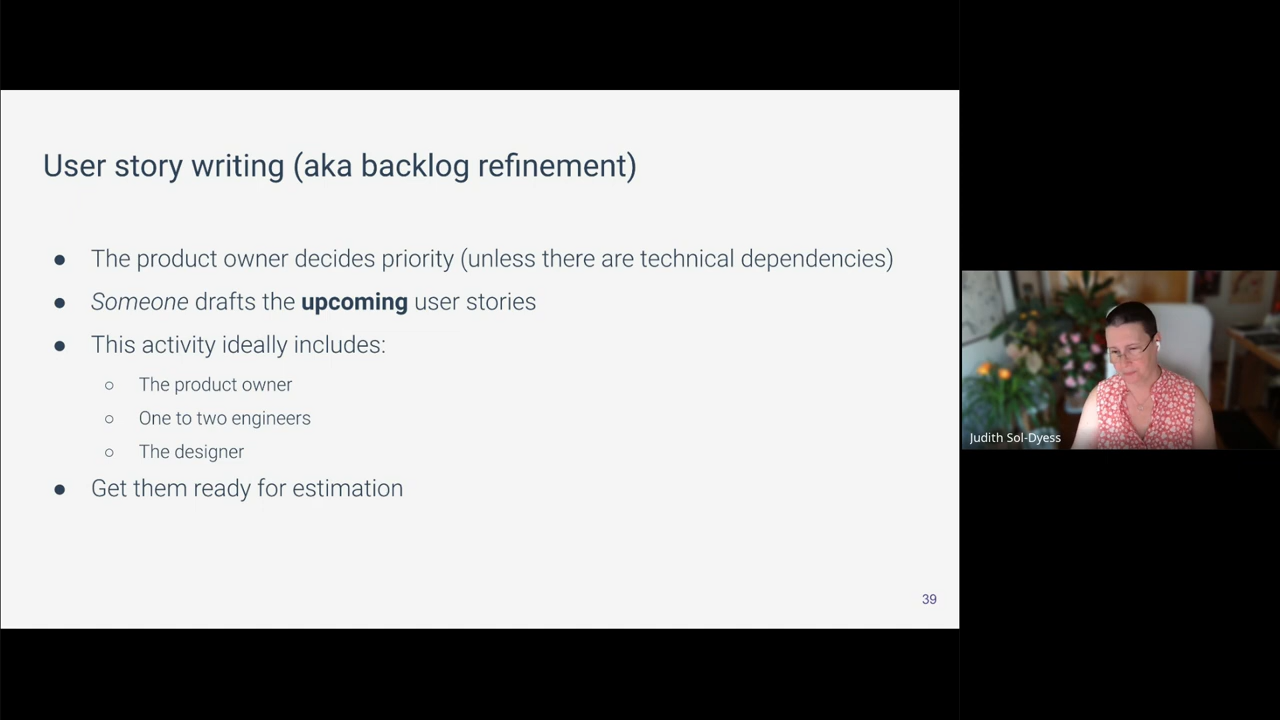 User story writing (aka backlog refinement)
● The product owner decides priority (unless there are technical dependencies)
● Someone drafts the upcoming user stories
● This activity ideally includes:
○ The product owner
○ One to two engineers
○ The designer
● Get them ready for estimation
39
Judith Sol-Dyess